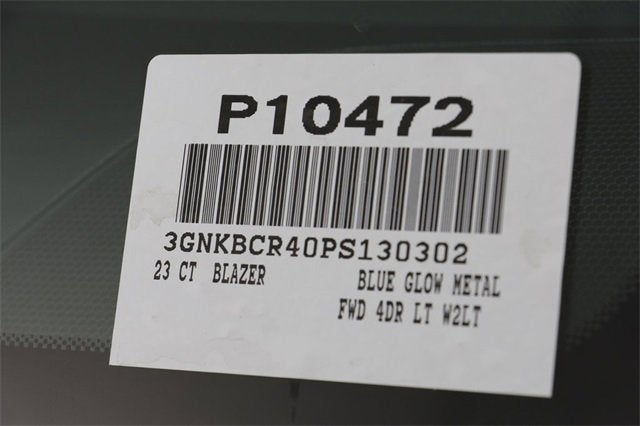 P10472
3GNKBCR40PS130302
23 CT BLAZER BLUE GLOW METAL
FWD 4DR LT W2LT